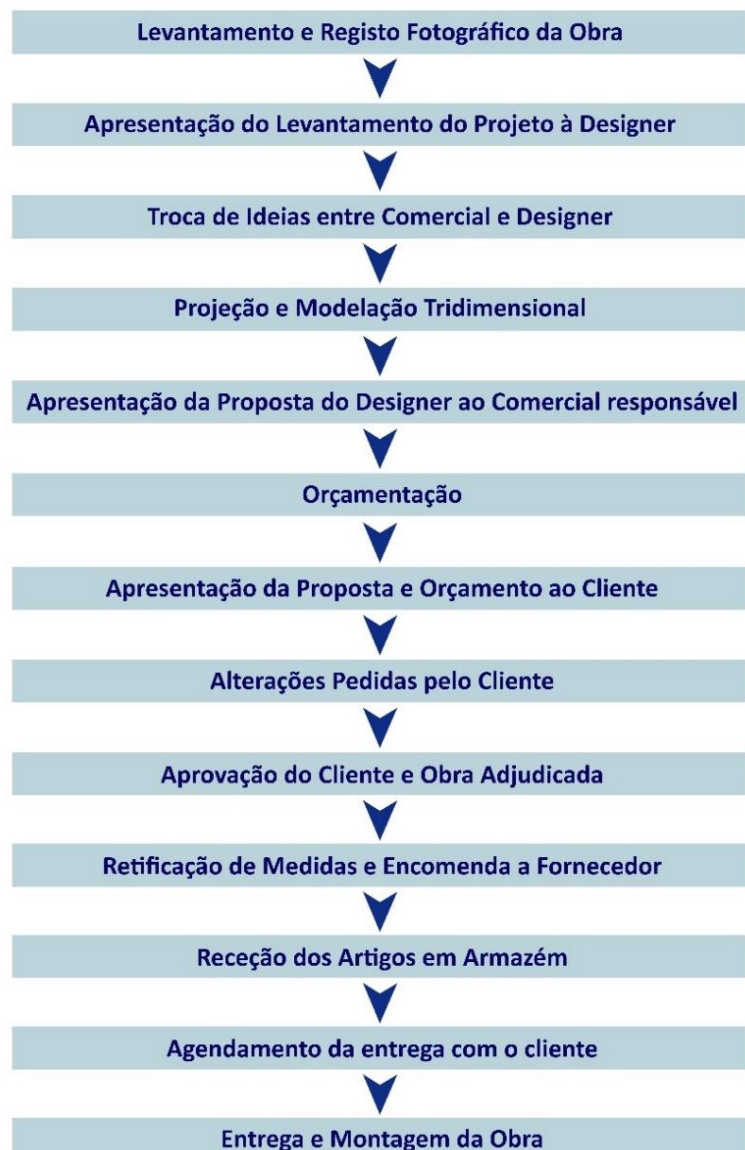 Levantamento e Registo Fotográfico da Obra
Apresentação do Levantamento do Projeto à Designer
Troca de Ideias entre Comercial e Designer
Projeção e Modelação Tridimensional
Apresentação da Proposta do Designer ao Comercial responsável
Orçamentação
Apresentação da Proposta e Orçamento ao Cliente
Alterações Pedidas pelo Cliente
Aprovação do Cliente e Obra Adjudicada
Retificação de Medidas e Encomenda a Fornecedor
Receção dos Artigos em Armazém
Agendamento da entrega com o cliente
Entrega e Montagem da Obra